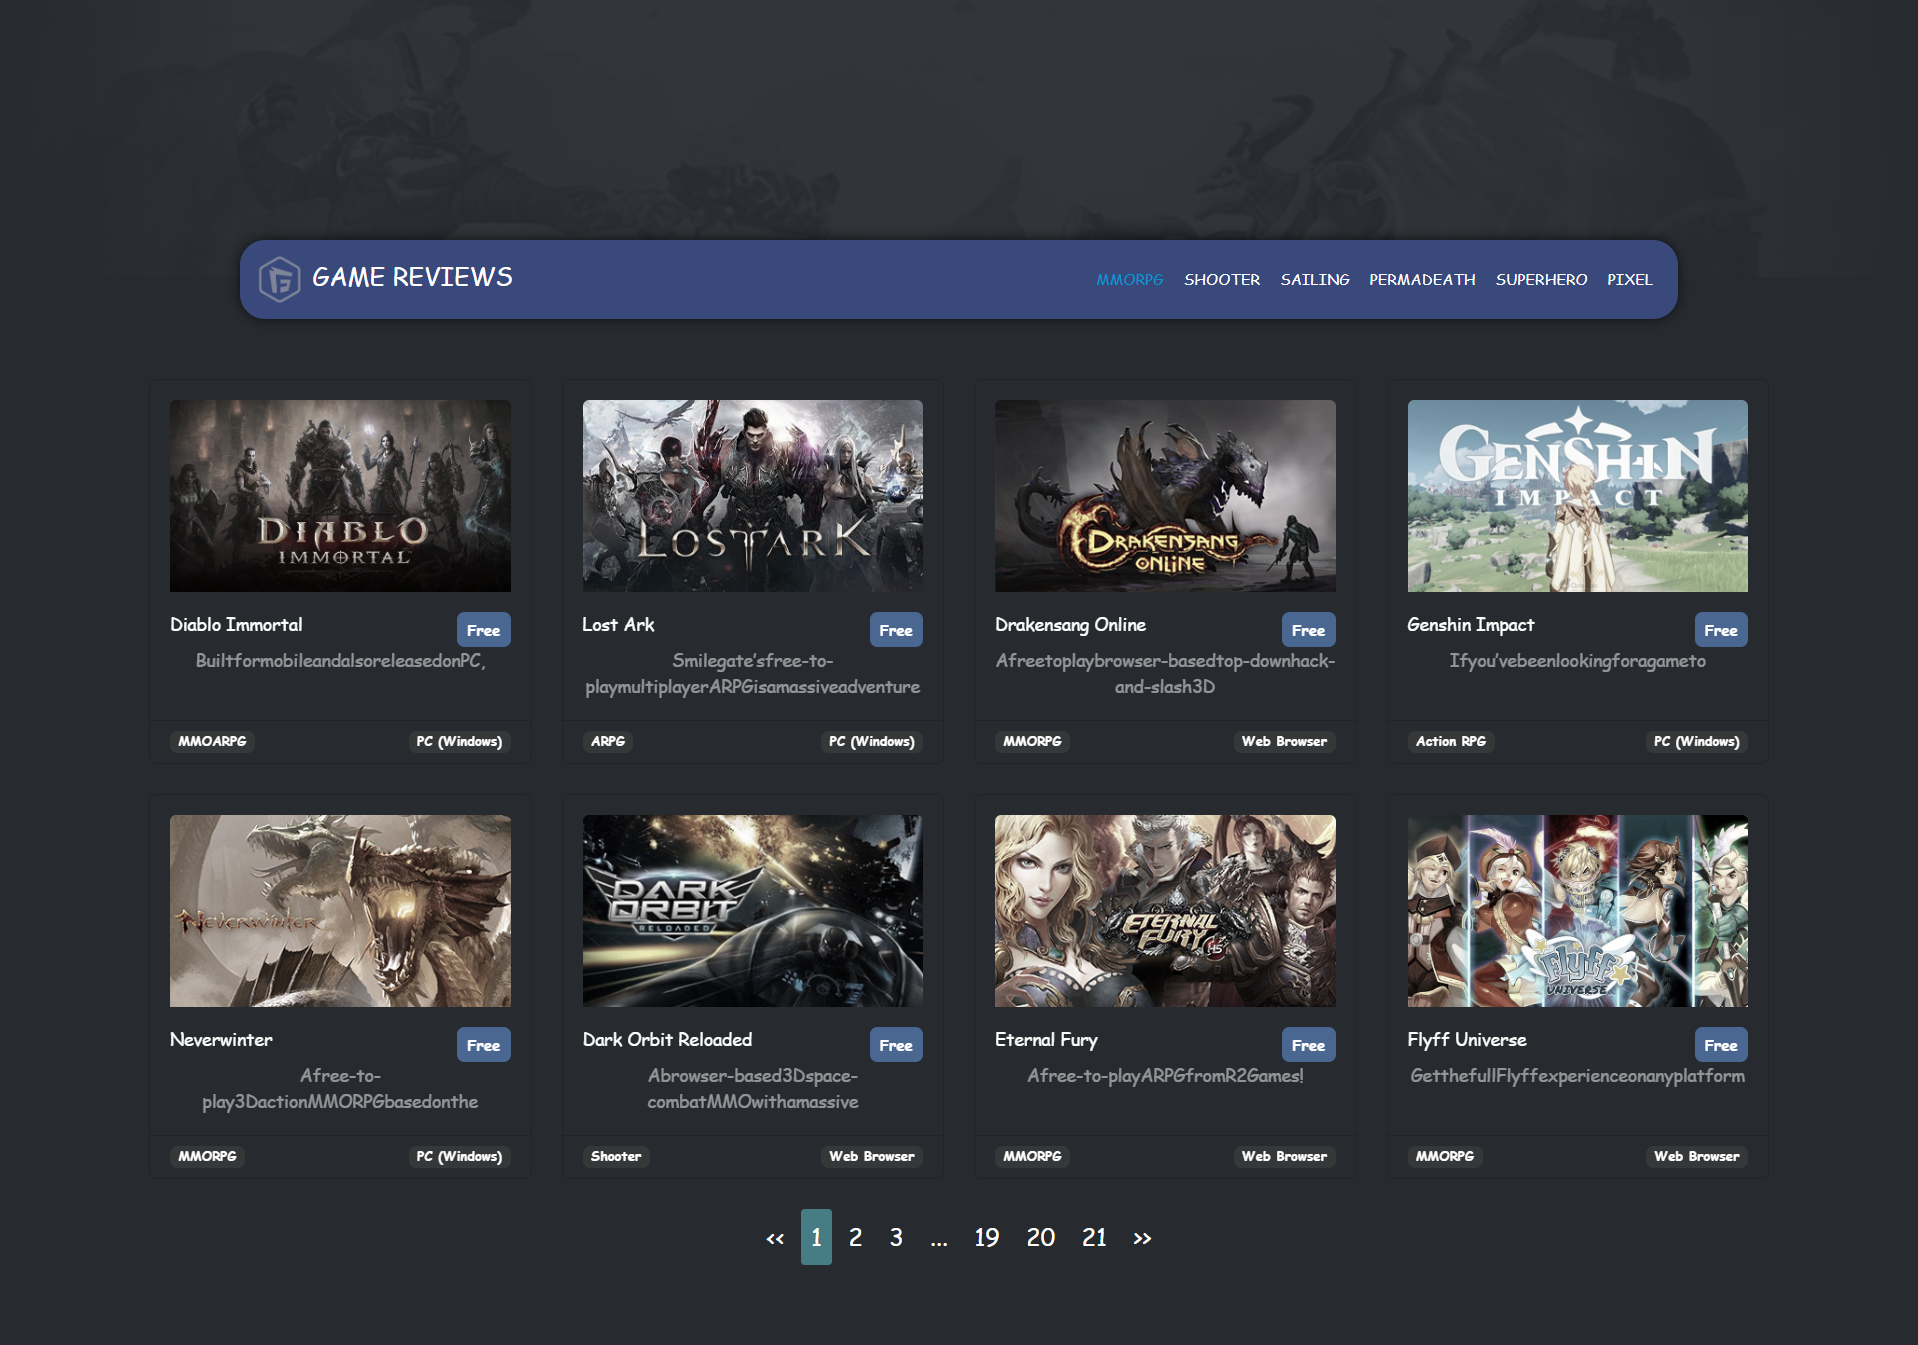 GAME REVIEWS
MMORPG SHOOTER SAILING PERMADEATH SUPERHERO PIXEL
DIABLO
IMMORTAL
Diablo Immortal
Free
BuiltformobileandalsoreleasedonPC,
MMOARPG PC (Windows)
LOST ARK
Lost Ark
Free
Smilegate'sfree-to-
playmultiplayerARPGisamassiveadventure
ARPG PC (Windows)
DRAKENSANG
ONLINE
Drakensang Online
Free
Afreetoplaybrowser-basedtop-downhack-
and-slash3D
MMORPG Web Browser
GENSHIN
IMPACT
Genshin Impact
Free
Ifyou'vebeenlookingforagameto
Action RPG PC (Windows)
NEVERWINTER
Neverwinter
Free
Afree-to-
play3DactionMMORPGbasedonthe
MMORPG PC (Windows)
DARK
ORBIT
RELOADED
Dark Orbit Reloaded
Free
Abrowser-based3Dspace-
combatMMOwithamassive
Shooter Web Browser
ETERNAL
FURY
Eternal Fury
Free
Afree-to-playARPGfromR2Games!
MMORPG Web Browser
Flyff
UNIVERSE
Flyff Universe
Free
GetthefullFlyffexperienceonanyplatform
MMORPG Web Browser
<< 1 2 3 ... 19 20 21 >>